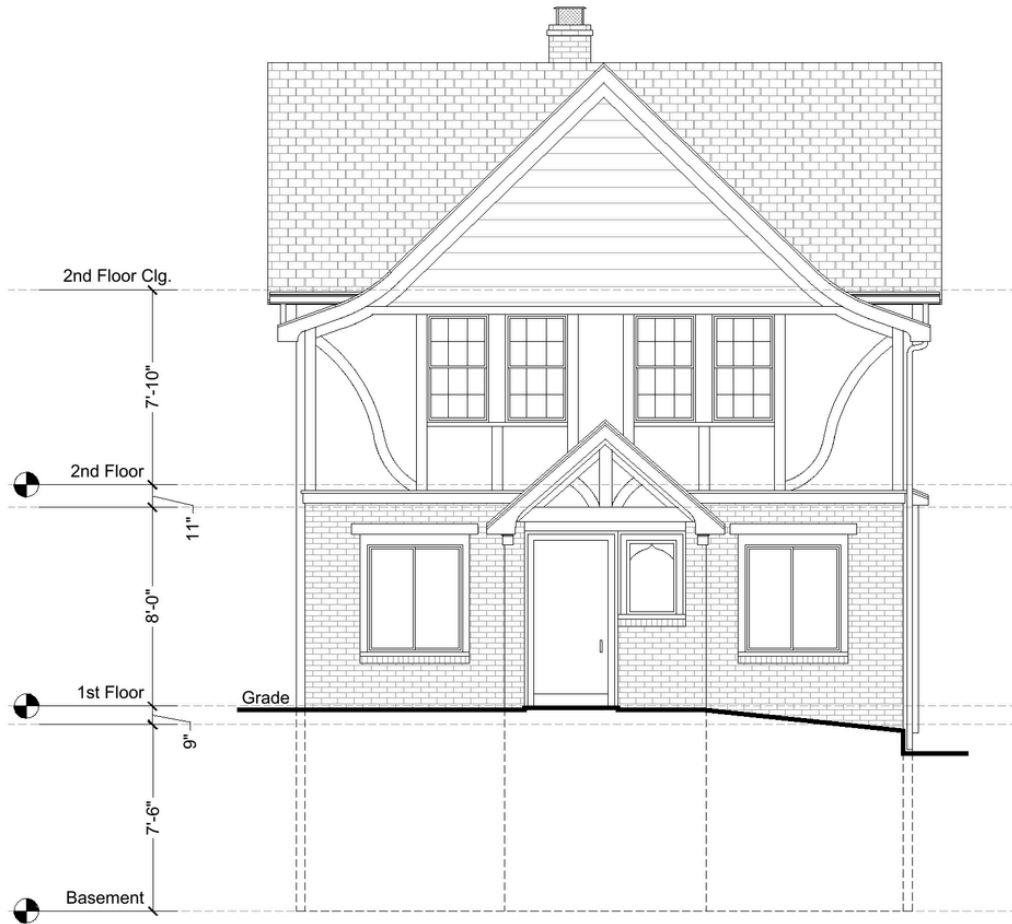 2nd Floor Clg.
7'-10"
2nd Floor
11"
8'-0"
1st Floor
Grade
9"
7'-6"
Basement